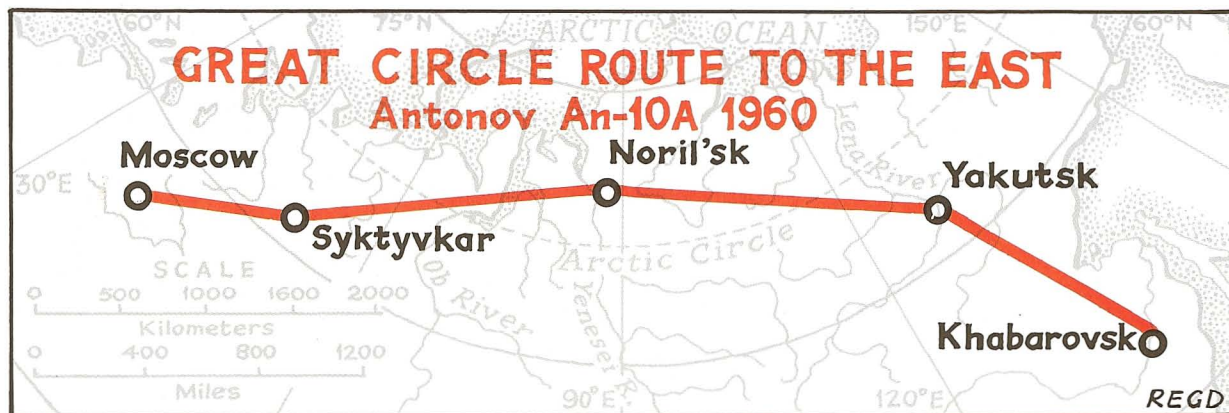 60°N 75°N ARCTIC OCEAN 150°E 60°N
GREAT CIRCLE ROUTE TO THE EAST
Antonov An-10A 1960
Moscow
Noril'sk
Lena River
Yakutsk
30°E
Syktyvkar
Arctic Circle
Ob River
Yeneser R.
SCALE
0 500 1000 1600 2000
Kilometers
0 400 800 1200
Miles
Khabarovsk
90°E
120°E
REGD